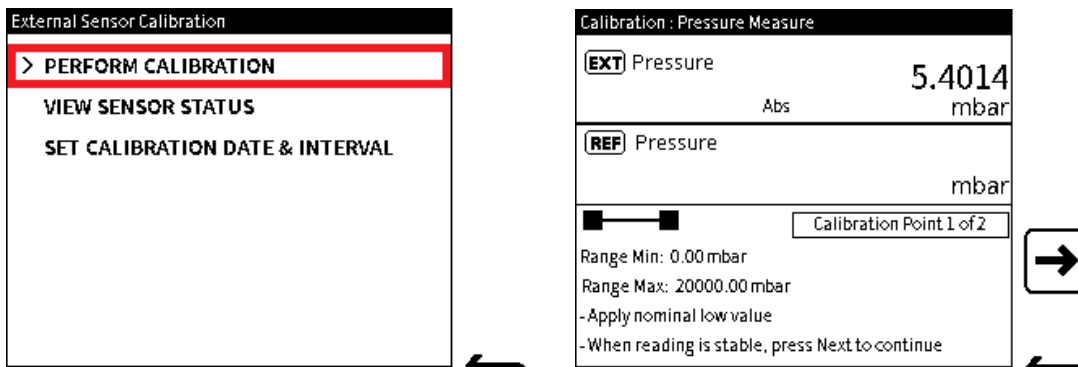 External Sensor Calibration
> PERFORM CALIBRATION
VIEW SENSOR STATUS
SET CALIBRATION DATE & INTERVAL
Calibration : Pressure Measure
EXT Pressure
5.4014
Abs mbar
REF Pressure
mbar
Calibration Point 1 of 2
Range Min: 0.00 mbar
Range Max: 20000.00 mbar
- Apply nominal low value
- When reading is stable, press Next to continue